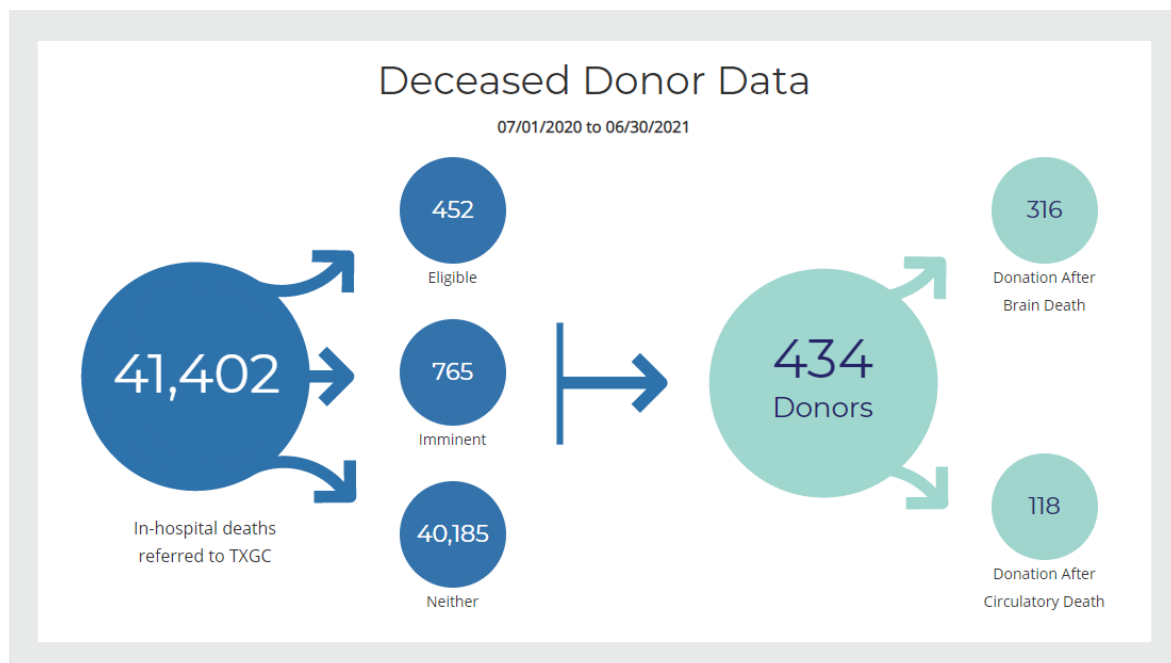 Deceased Donor Data
07/01/2020 to 06/30/2021
41,402
In-hospital deaths
referred to TXGC
452
Eligible
765
Imminent
40,185
Neither
434
Donors
316
Donation After
Brain Death
118
Donation After
Circulatory Death